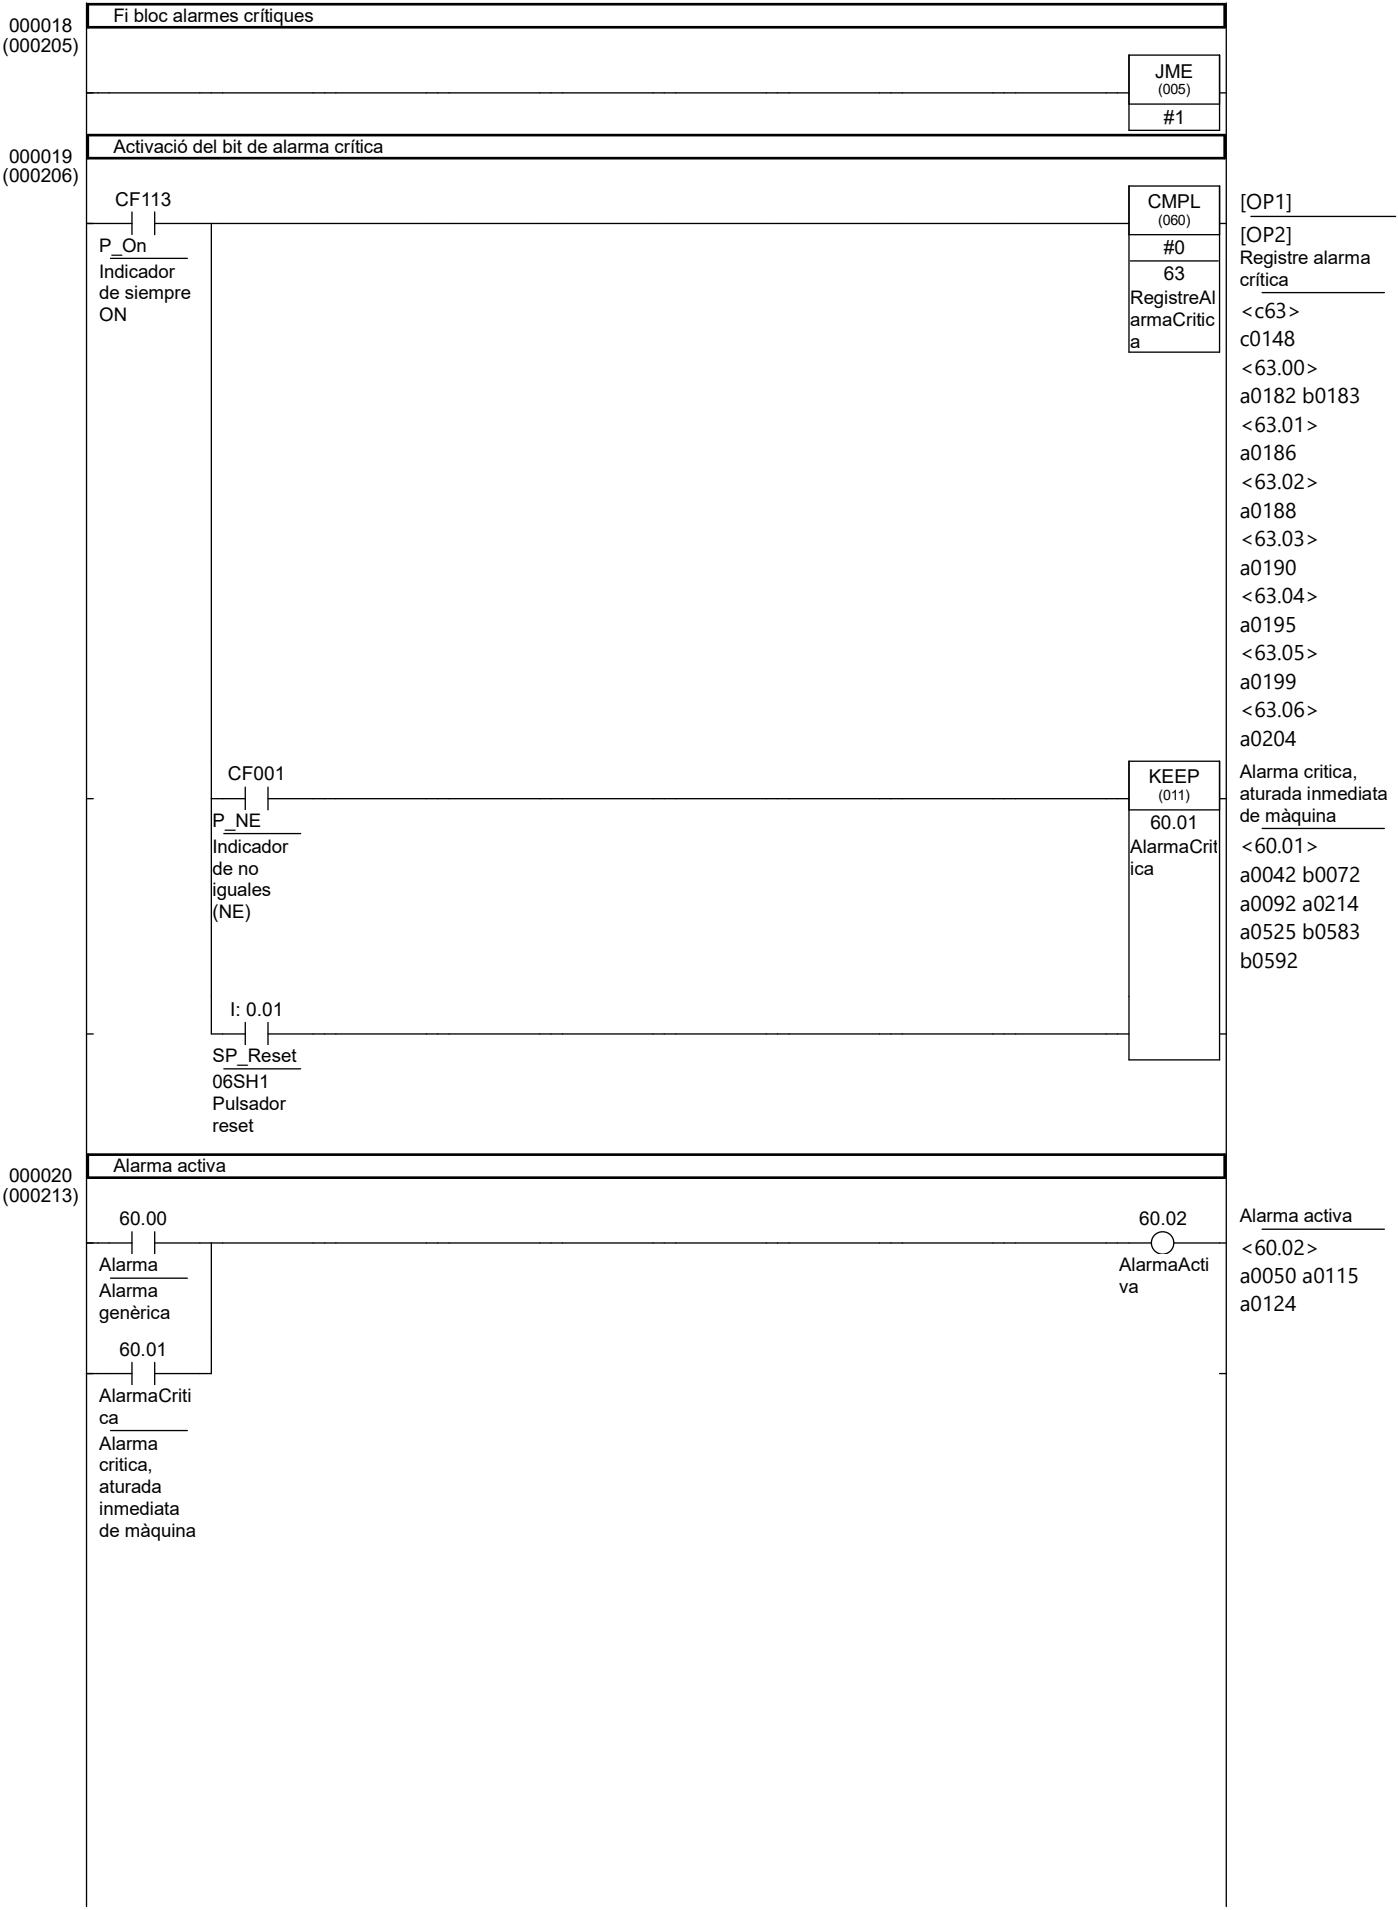 000018
(000205)
Fi bloc alarmes crítiques
JME
(005)
#1
000019
(000206)
Activació del bit de alarma crítica
CF113
P_On
Indicador
de siempre
ON
CMPL
(060)
#0
63
RegistreAl
armaCritic
a
[OP1]
[OP2]
Registre alarma
crítica
<c63>
c0148
<63.00>
a0182 b0183
<63.01>
a0186
<63.02>
a0188
<63.03>
a0190
<63.04>
a0195
<63.05>
a0199
<63.06>
a0204
CF001
P_NE
Indicador
de no
iguales
(NE)
KEEP
(011)
60.01
AlarmaCrit
ica
Alarma critica,
aturada inmediata
de màquina
<60.01>
a0042 b0072
a0092 a0214
a0525 b0583
b0592
I: 0.01
SP_Reset
06SH1
Pulsador
reset
000020
(000213)
Alarma activa
60.00
Alarma
Alarma
genèrica
60.02
AlarmaActi
va
Alarma activa
<60.02>
a0050 a0115
a0124
60.01
AlarmaCriti
ca
Alarma
critica,
aturada
inmediata
de màquina